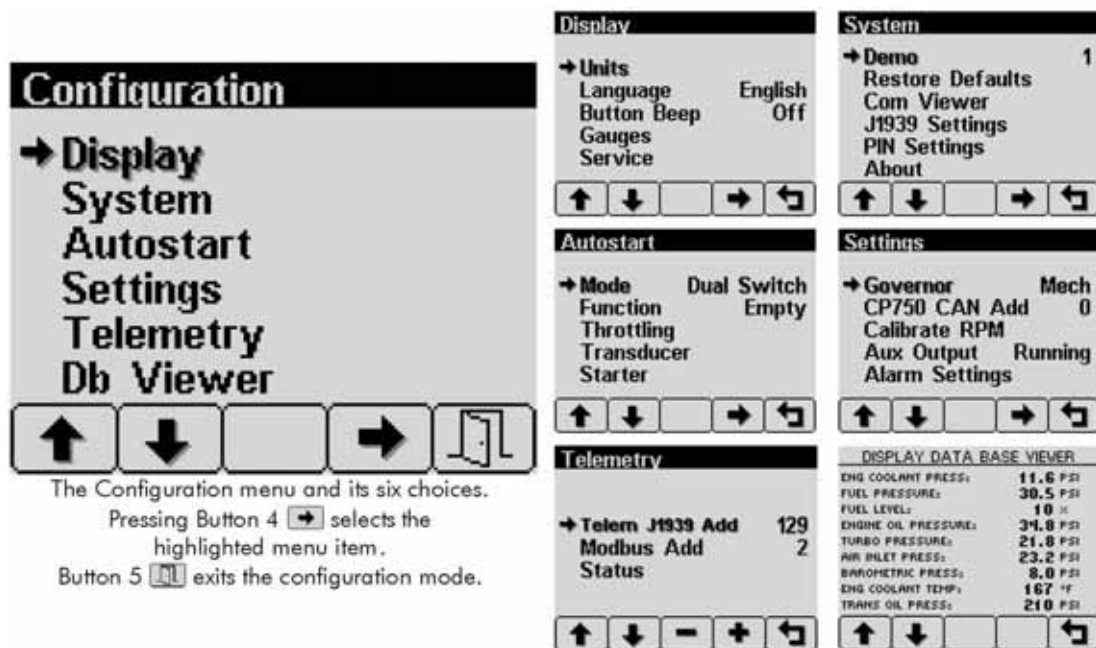 Configuration
Display
System
Autostart
Settings
Telemetry
Db Viewer
The Configuration menu and its six choices.
Pressing Button 4 selects the
highlighted menu item.
Button 5 exits the configuration mode.
Display
Units
Language English
Button Beep Off
Gauges
Service
System
Demo 1
Restore Defaults
Com Viewer
J1939 Settings
PIN Settings
About
Autostart
Mode Dual Switch
Function Empty
Throttling
Transducer
Starter
Settings
Governor Mech
CP750 CAN Add 0
Calibrate RPM
Aux Output Running
Alarm Settings
Telemetry
Telem J1939 Add 129
Modbus Add 2
Status
DISPLAY DATA BASE VIEWER
ENG COOLANT PRESS: 11.6 PSI
FUEL PRESSURE: 30.5 PSI
FUEL LEVEL: 10 %
ENGINE OIL PRESSURE: 34.8 PSI
TURBO PRESSURE: 21.8 PSI
AIR INLET PRESS: 23.2 PSI
BAROMETRIC PRESS: 8.0 PSI
ENG COOLANT TEMP: 167 °F
TRANS OIL PRESS: 210 PSI